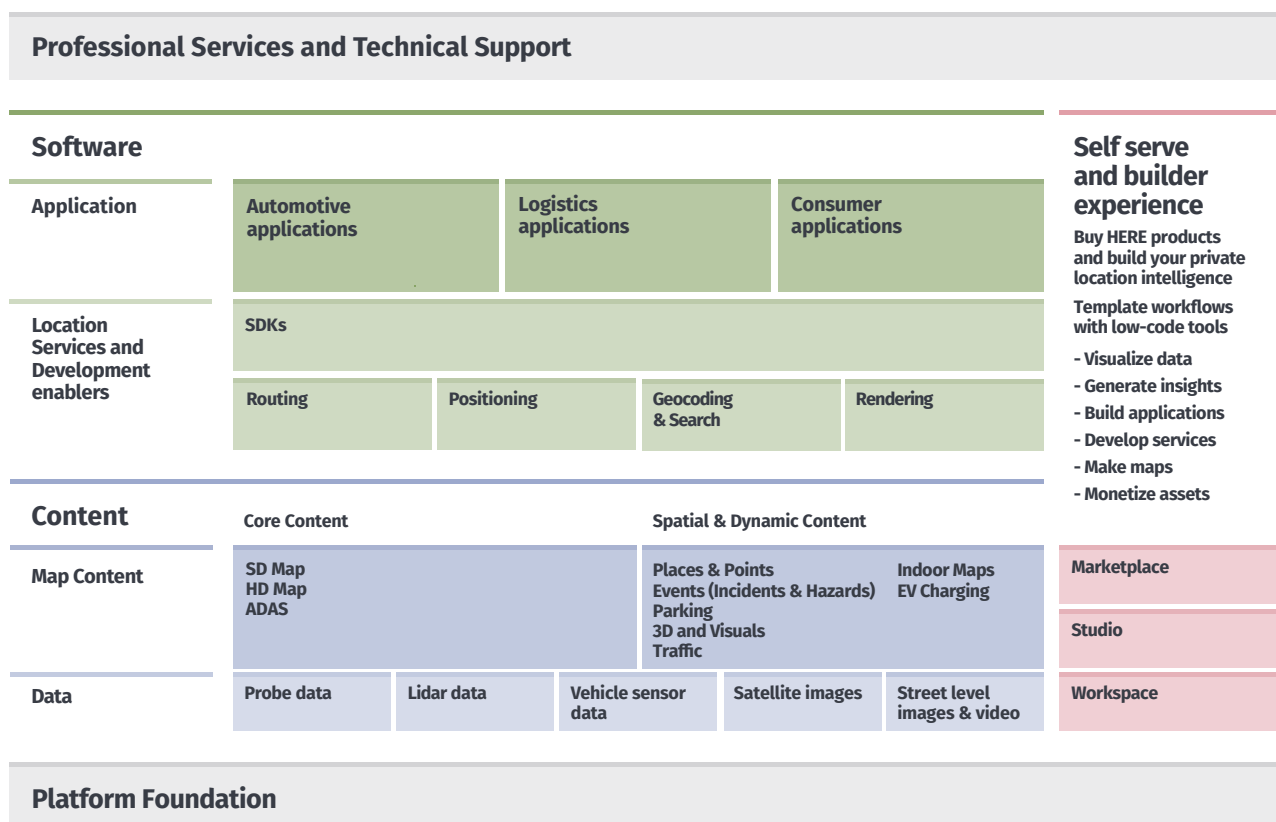 Professional Services and Technical Support
Software
Application
Automotive
applications
Logistics
applications
Consumer
applications
Location
Services and
Development
enablers
SDKs
Routing
Positioning
Geocoding
& Search
Rendering
Content
Core Content
Spatial & Dynamic Content
Map Content
SD Map
HD Map
ADAS
Places & Points
Events (Incidents & Hazards)
Parking
3D and Visuals
Traffic
Indoor Maps
EV Charging
Data
Probe data
Lidar data
Vehicle sensor
data
Satellite images
Street level
images & video
Self serve
and builder
experience
Buy HERE products
and build your private
location intelligence
Template workflows
with low-code tools
- Visualize data
- Generate insights
- Build applications
- Develop services
- Make maps
- Monetize assets
Marketplace
Studio
Workspace
Platform Foundation